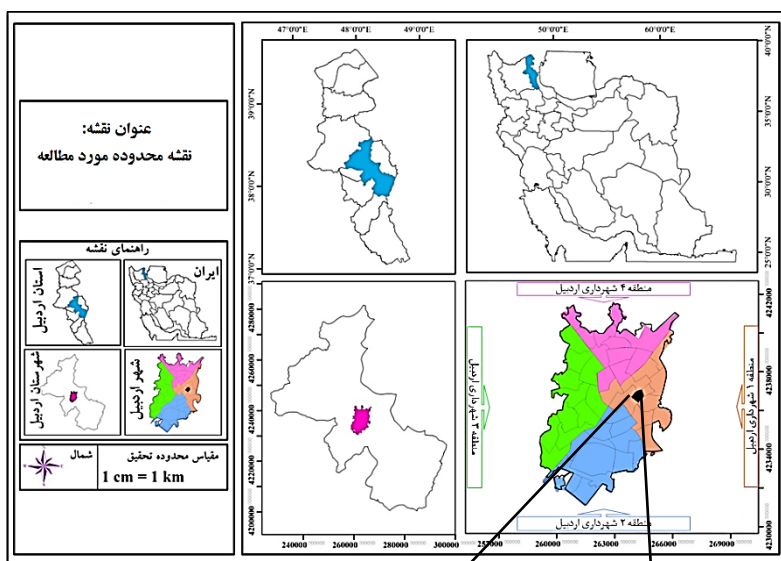 عنوان نقشه:
نقشه محدوده مورد مطالعه
راهنمای نقشه
استان اردبیل
ایران
شهرستان اردبیل
شهر اردبیل
شمال
مقیاس محدوده تحقیق
1 cm = 1 km
47°0'0"E 48°0'0"E 49°0'0"E
39°0'0"N
38°0'0"N
37°0'0"N
50°0'0"E 60°0'0"E
40°0'0"N
35°0'0"N
30°0'0"N
25°0'0"N
4280000
4260000
4240000
4220000
4200000
240000 260000 280000 300000
منطقه ۴ شهرداری اردبیل
منطقه ۳ شهرداری اردبیل
منطقه ۱ شهرداری اردبیل
منطقه ۲ شهرداری اردبیل
4242000
4238000
4234000
4230000
257000 260000 263000 266000 269000